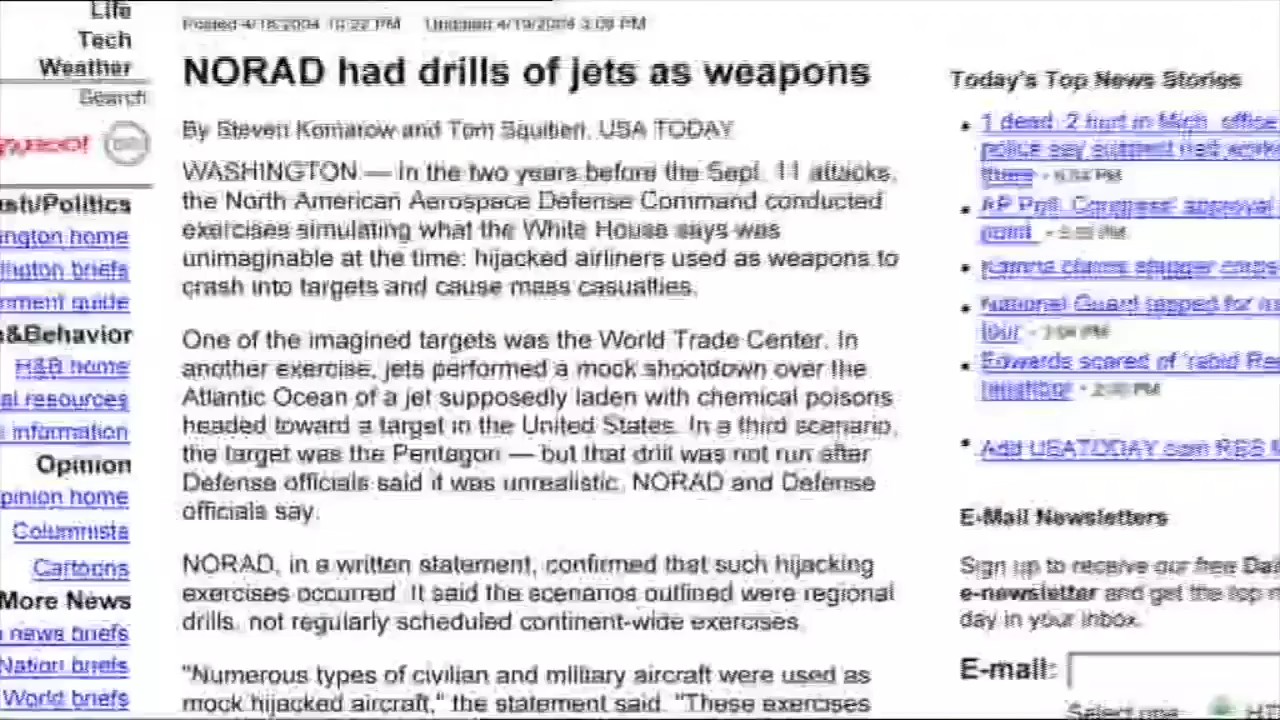 Life
Tech
Weather
Search
Posted 4/18/2004 10:22 PM Updated 4/19/2004 3:08 PM
NORAD had drills of jets as weapons
By Steven Komarow and Tom Squitieri, USA TODAY
WASHINGTON — In the two years before the Sept. 11 attacks,
the North American Aerospace Defense Command conducted
exercises simulating what the White House says was
unimaginable at the time: hijacked airliners used as weapons to
crash into targets and cause mass casualties.
One of the imagined targets was the World Trade Center. In
another exercise, jets performed a mock shootdown over the
Atlantic Ocean of a jet supposedly laden with chemical poisons
headed toward a target in the United States. In a third scenario,
the target was the Pentagon — but that drill was not run after
Defense officials said it was unrealistic, NORAD and Defense
officials say.
NORAD, in a written statement, confirmed that such hijacking
exercises occurred. It said the scenarios outlined were regional
drills, not regularly scheduled continent-wide exercises.
"Numerous types of civilian and military aircraft were used as
mock hijacked aircraft," the statement said. "These exercises
sh/Politics
ington home
ington briefs
nment guide
&Behavior
H&B home
al resources
information
Opinion
pinion home
Columnists
Cartoons
More News
news briefs
Nation briefs
World briefs
Today's Top News Stories
1 dead, 2 hurt in Mich. office
police say suspect
AP Poll: Congress' approval
point
National Guard tapped for
tour
Edwards scared of 'rabid Re
Add USATODAY.com RSS
E-Mail Newsletters
Sign up to receive our free Dai
e-newsletter and get the top
day in your inbox.
E-mail:
Select one: